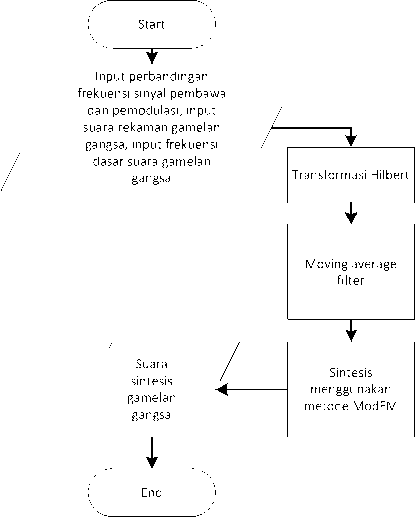 Start
Input perbandingan
frekuensi sinyal pembawa
dan pemodulasi, input
suara rekaman gamelan
gangsa, input frekuensi
dasar suara gamelan
gangsa
Transformasi Hilbert
Moving average
filter
Sintesis
menggunakan
metode ModFM
Suara
sintesis
gamelan
gangsa
End